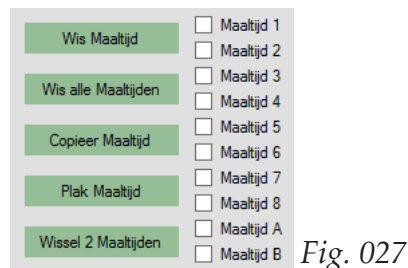 Wis Maaltijd
Wis alle Maaltijden
Copieer Maaltijd
Plak Maaltijd
Wissel 2 Maaltijden
Maaltijd 1
Maaltijd 2
Maaltijd 3
Maaltijd 4
Maaltijd 5
Maaltijd 6
Maaltijd 7
Maaltijd 8
Maaltijd A
Maaltijd B
Fig. 027